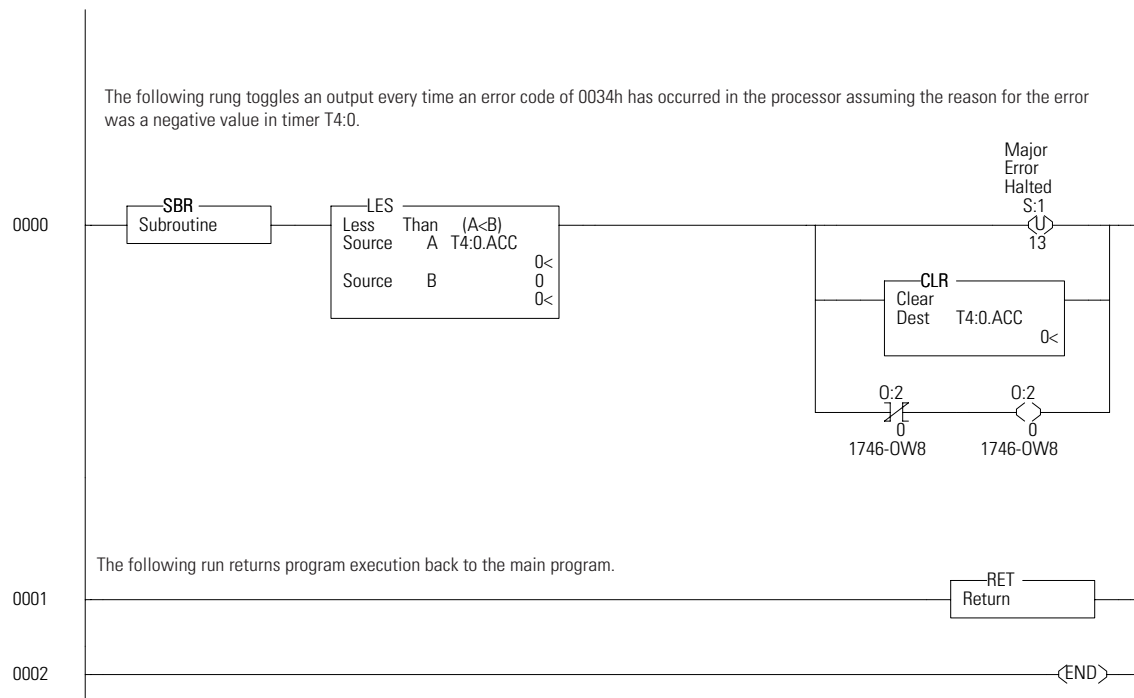 The following rung toggles an output every time an error code of 0034h has occurred in the processor assuming the reason for the error
was a negative value in timer T4:0.
Major
Error
Halted
0000
SBR
Subroutine
LES
Less Than (A<B)
Source A T4:0.ACC
0<
Source B 0
0<
S:1
U
13
CLR
Clear
Dest T4:0.ACC
0<
O:2 O:2
0 0
1746-OW8 1746-OW8
The following run returns program execution back to the main program.
0001
RET
Return
0002
END